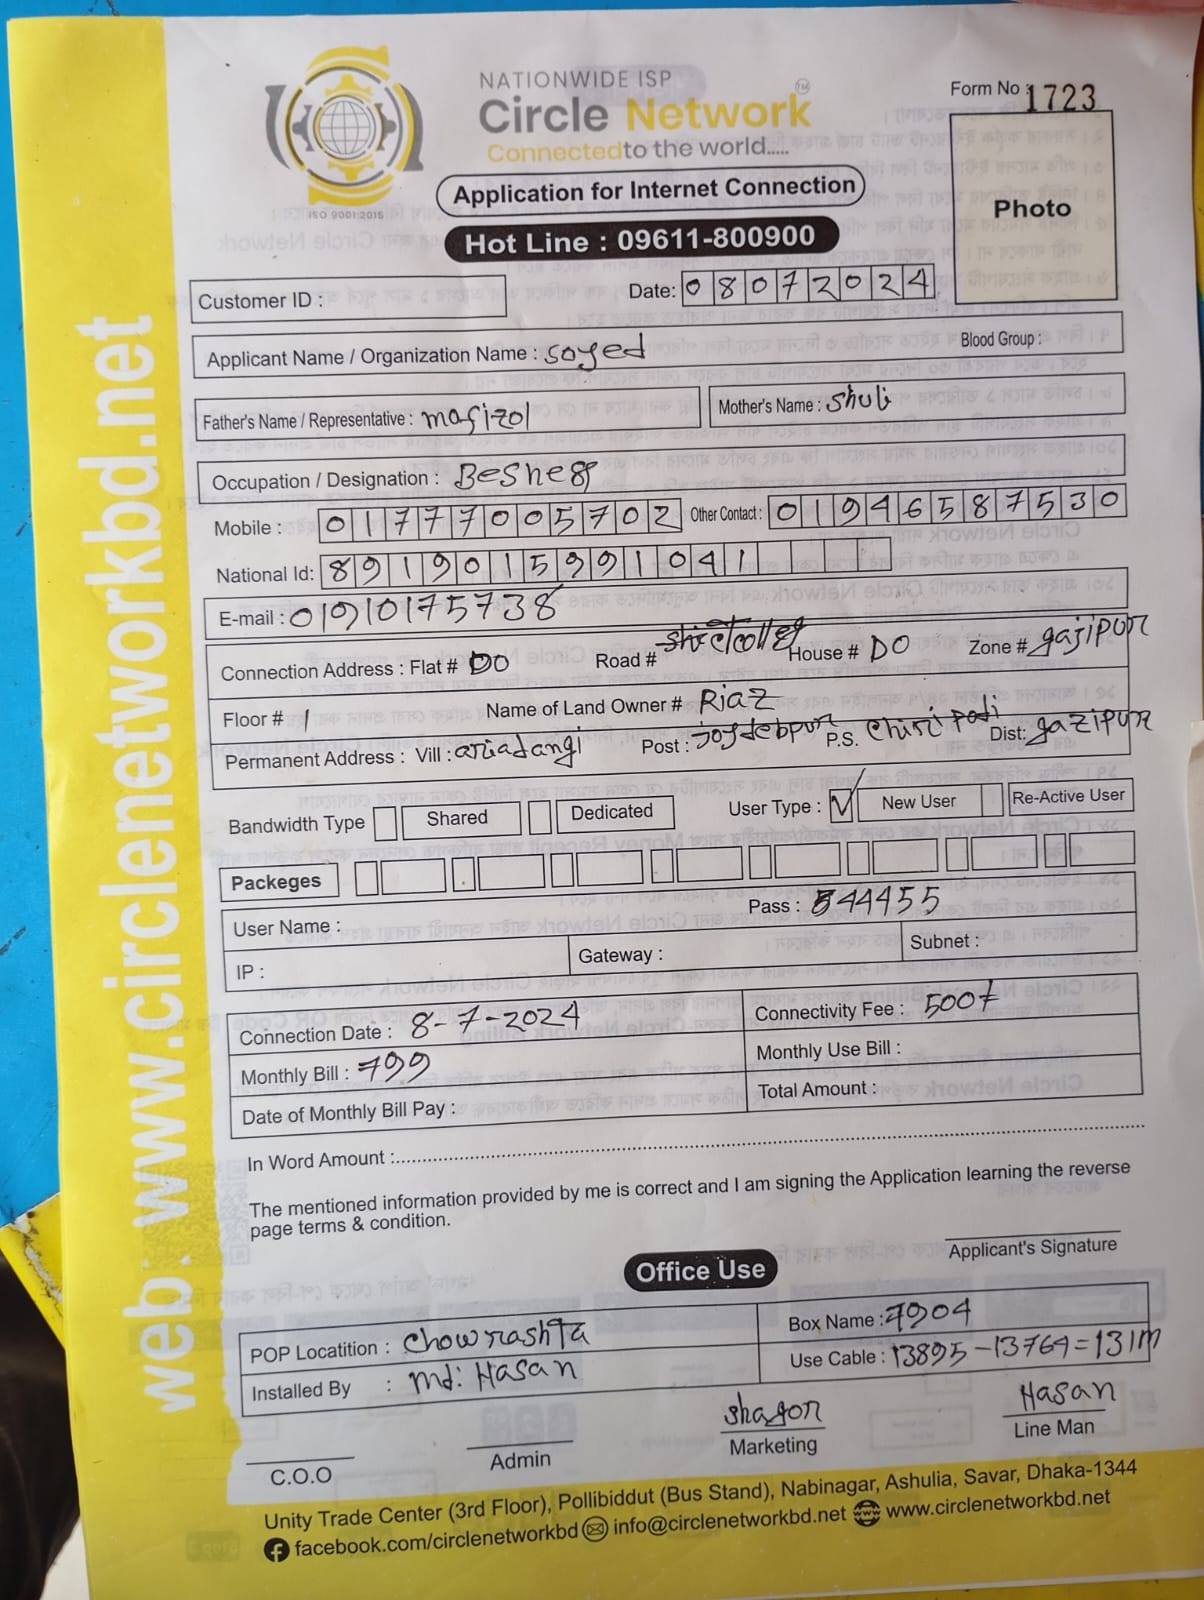 NATIONWIDE ISP
Circle Network TM
Connected to the world.....
ISO 9001:2015
Form No : 1723
Photo
Application for Internet Connection
Hot Line : 09611-800900
Customer ID :
Date: 08072024
Applicant Name / Organization Name : Soyed
Blood Group :
Father's Name / Representative : mofizol
Mother's Name : Shuli
Occupation / Designation :
Mobile : 01777005702 Other Contact : 01946587530
National Id: 8919015991041
E-mail : 01910175738
Connection Address : Flat # DO Road # House # DO Zone # gajipur
Floor # 1 Name of Land Owner # Riaz
Permanent Address : Vill : ariadangi Post : Joydebpur P.S. Chiri Dist: gazipur
Bandwidth Type Shared Dedicated User Type : ✓ New User Re-Active User
Packeges
User Name : Pass : 544455
IP : Gateway : Subnet :
Connection Date : 8-7-2024 Connectivity Fee : 500৳
Monthly Bill : 799 Monthly Use Bill :
Date of Monthly Bill Pay : Total Amount :
In Word Amount :
The mentioned information provided by me is correct and I am signing the Application learning the reverse
page terms & condition.
Applicant's Signature
Office Use
POP Locatition : Chowrashta Box Name : 7904
Installed By : Md: Hasan Use Cable : 13895-13764=131m
C.O.O Admin Shagor Marketing Hasan Line Man
Unity Trade Center (3rd Floor), Pollibiddut (Bus Stand), Nabinagar, Ashulia, Savar, Dhaka-1344
facebook.com/circlenetworkbd info@circlenetworkbd.net www.circlenetworkbd.net
web: www.circlenetworkbd.net